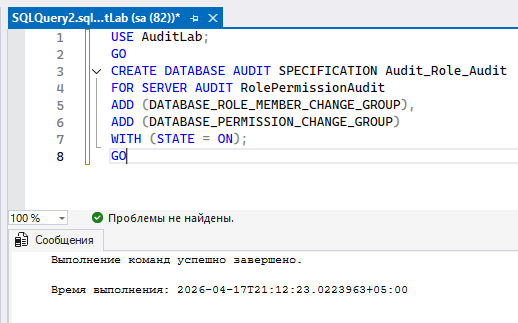 SQLQuery2.sql...tLab (sa (82))*
1 USE AuditLab;
2 GO
3 CREATE DATABASE AUDIT SPECIFICATION Audit_Role_Audit
4 FOR SERVER AUDIT RolePermissionAudit
5 ADD (DATABASE_ROLE_MEMBER_CHANGE_GROUP),
6 ADD (DATABASE_PERMISSION_CHANGE_GROUP)
7 WITH (STATE = ON);
8 GO
100 % Проблемы не найдены.
Сообщения
Выполнение команд успешно завершено.
Время выполнения: 2026-04-17T21:12:23.0223963+05:00